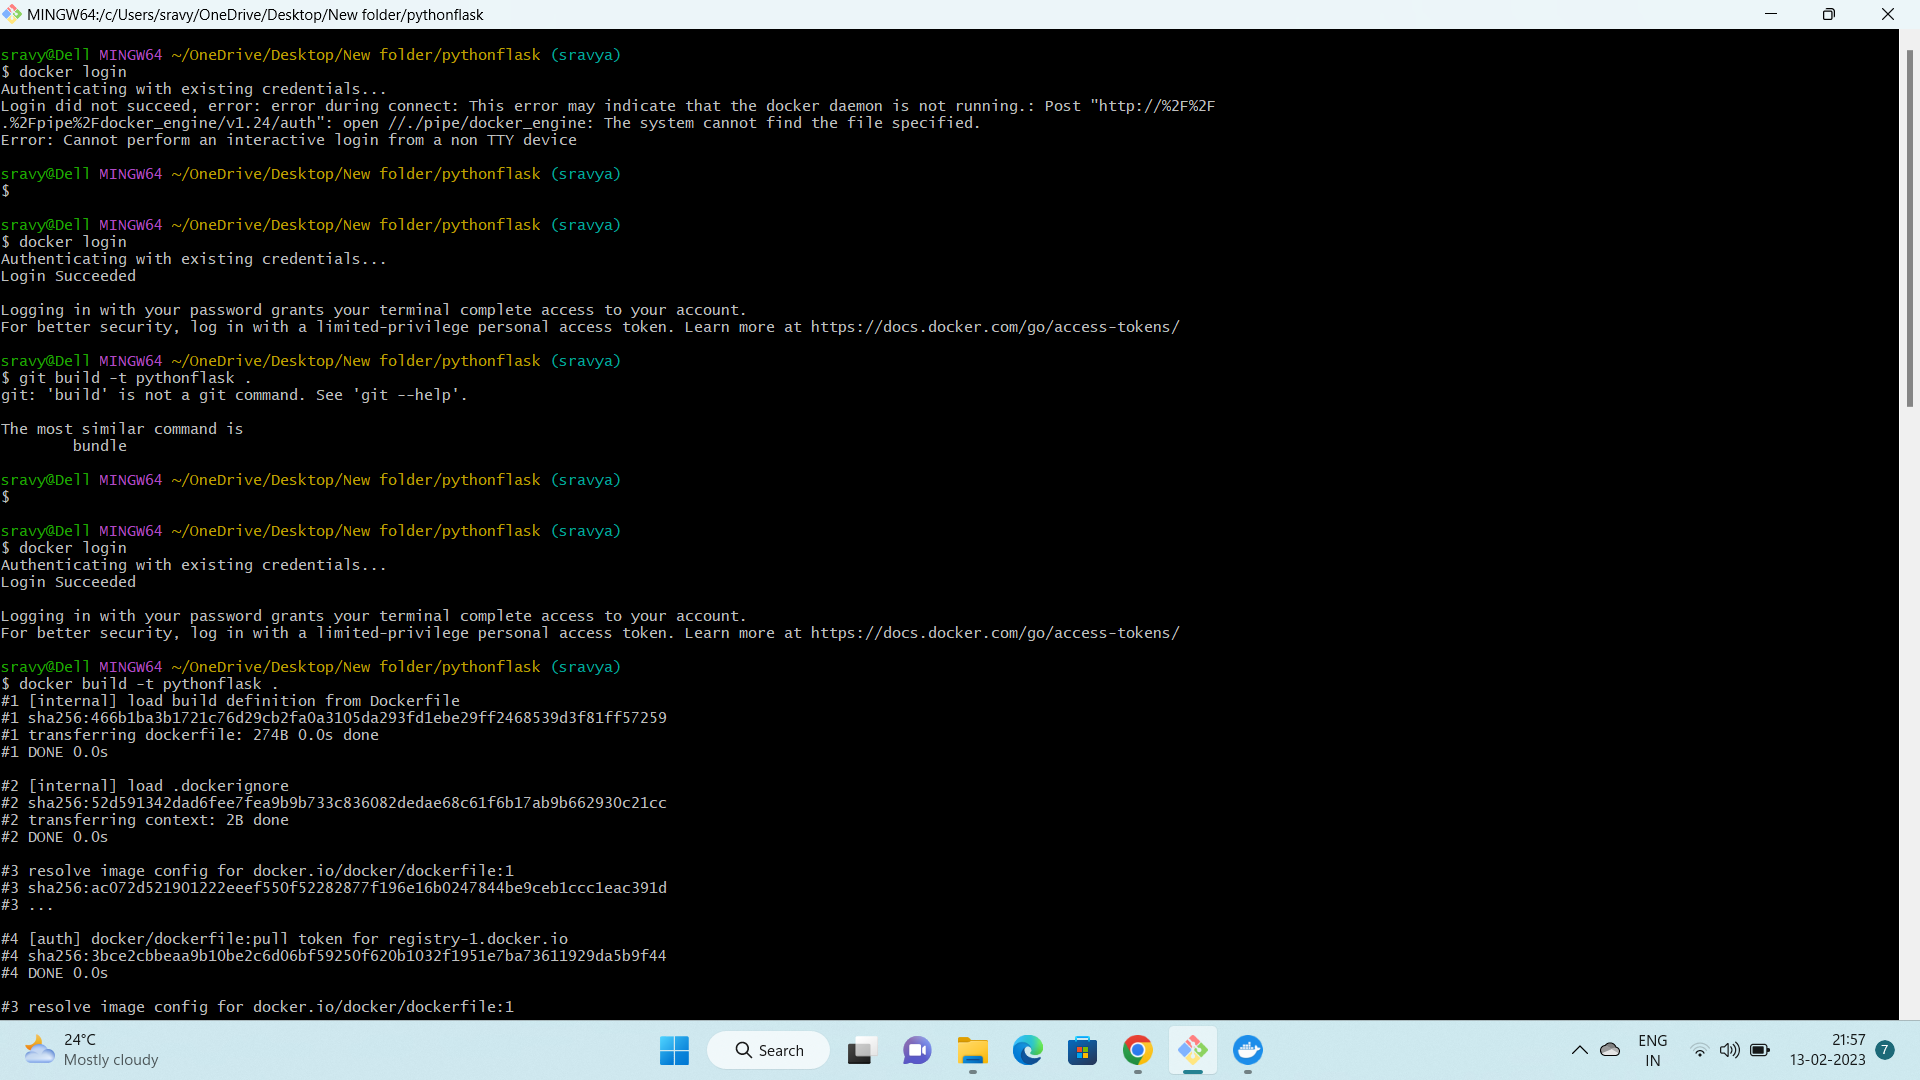 MINGW64:/c/Users/sravy/OneDrive/Desktop/New folder/pythonflask
sravy@Dell MINGW64 ~/OneDrive/Desktop/New folder/pythonflask (sravya)
$ docker login
Authenticating with existing credentials...
Login did not succeed, error: error during connect: This error may indicate that the docker daemon is not running.: Post "http://%2F%2F
.%2Fpipe%2Fdocker_engine/v1.24/auth": open //./pipe/docker_engine: The system cannot find the file specified.
Error: Cannot perform an interactive login from a non TTY device
sravy@Dell MINGW64 ~/OneDrive/Desktop/New folder/pythonflask (sravya)
$
sravy@Dell MINGW64 ~/OneDrive/Desktop/New folder/pythonflask (sravya)
$ docker login
Authenticating with existing credentials...
Login Succeeded
Logging in with your password grants your terminal complete access to your account.
For better security, log in with a limited-privilege personal access token. Learn more at https://docs.docker.com/go/access-tokens/
sravy@Dell MINGW64 ~/OneDrive/Desktop/New folder/pythonflask (sravya)
$ git build -t pythonflask .
git: 'build' is not a git command. See 'git --help'.
The most similar command is
bundle
sravy@Dell MINGW64 ~/OneDrive/Desktop/New folder/pythonflask (sravya)
$
sravy@Dell MINGW64 ~/OneDrive/Desktop/New folder/pythonflask (sravya)
$ docker login
Authenticating with existing credentials...
Login Succeeded
Logging in with your password grants your terminal complete access to your account.
For better security, log in with a limited-privilege personal access token. Learn more at https://docs.docker.com/go/access-tokens/
sravy@Dell MINGW64 ~/OneDrive/Desktop/New folder/pythonflask (sravya)
$ docker build -t pythonflask .
#1 [internal] load build definition from Dockerfile
#1 sha256:466b1ba3b1721c76d29cb2fa0a3105da293fd1ebe29ff2468539d3f81ff57259
#1 transferring dockerfile: 274B 0.0s done
#1 DONE 0.0s
#2 [internal] load .dockerignore
#2 sha256:52d591342dad6fee7fea9b9b733c836082dedae68c61f6b17ab9b662930c21cc
#2 transferring context: 2B done
#2 DONE 0.0s
#3 resolve image config for docker.io/docker/dockerfile:1
#3 sha256:ac072d521901222eeef550f52282877f196e16b0247844be9ceb1ccc1eac391d
#3 ...
#4 [auth] docker/dockerfile:pull token for registry-1.docker.io
#4 sha256:3bce2cbbeaa9b10be2c6d06bf59250f620b1032f1951e7ba73611929da5b9f44
#4 DONE 0.0s
#3 resolve image config for docker.io/docker/dockerfile:1
24°C
Mostly cloudy
Search
ENG
IN
21:57
13-02-2023
7